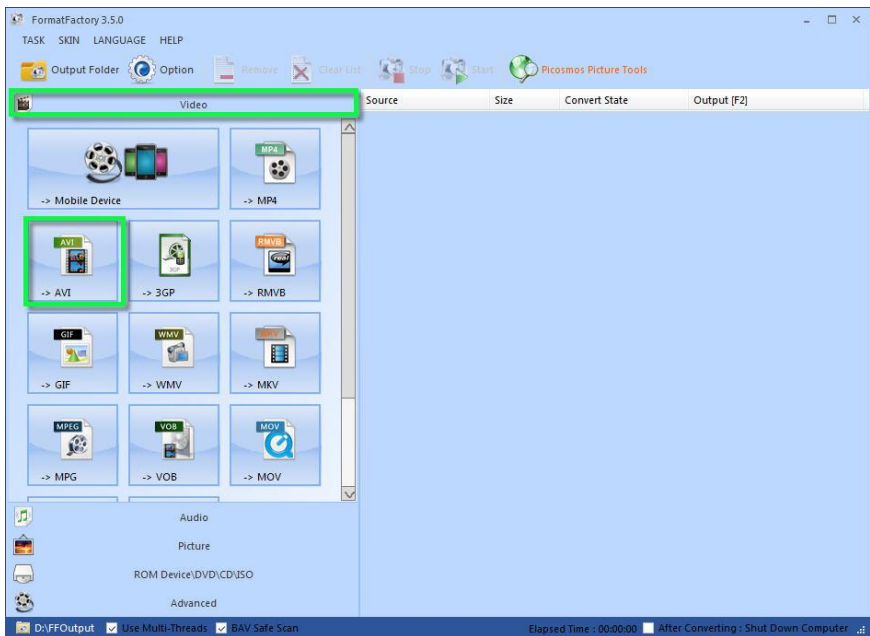 FormatFactory 3.5.0
TASK SKIN LANGUAGE HELP
Output Folder Option Remove Clear List Stop Start Picosmos Picture Tools
Video
Source Size Convert State Output [F2]
MP4
-> Mobile Device -> MP4
AVI 3GP RMVB real
-> AVI -> 3GP -> RMVB
GIF WMV MKV
-> GIF -> WMV -> MKV
MPEG VOB MOV
-> MPG -> VOB -> MOV
Audio
Picture
ROM Device\DVD\CD\ISO
Advanced
D:\FFOutput Use Multi-Threads BAV Safe Scan Elapsed Time : 00:00:00 After Converting : Shut Down Computer